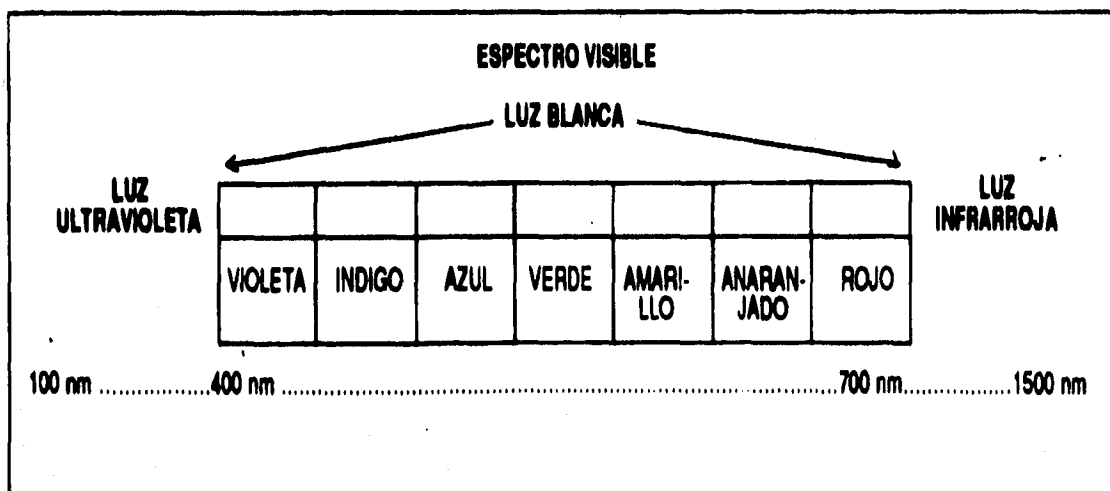 ESPECTRO VISIBLE
LUZ BLANCA
LUZ
ULTRAVIOLETA
LUZ
INFRARROJA
VIOLETA
INDIGO
AZUL
VERDE
AMARI-
LLO
ANARAN-
JADO
ROJO
100 nm ..................400 nm ........................................................................................700 nm.....................1500 nm